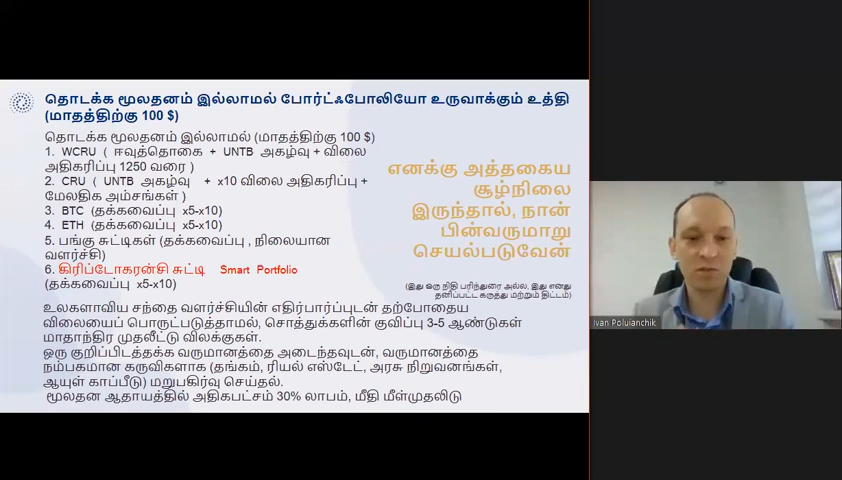 தொடக்க மூலதனம் இல்லாமல் போர்ட்ஃபோலியோ உருவாக்கும் உத்தி
(மாதத்திற்கு 100 $)
தொடக்க மூலதனம் இல்லாமல் (மாதத்திற்கு 100 $)
1. WCRU ( ஈவுத்தொகை + UNTB அகழ்வு + விலை
அதிகரிப்பு 1250 வரை )
2. CRU ( UNTB அகழ்வு + x10 விலை அதிகரிப்பு +
மேலதிக அம்சங்கள் )
3. BTC (தக்கவைப்பு x5-x10)
4. ETH (தக்கவைப்பு x5-x10)
5. பங்கு சுட்டிகள் (தக்கவைப்பு , நிலையான
வளர்ச்சி)
6. கிரிப்டோகரன்சி சுட்டி Smart Portfolio
(தக்கவைப்பு x5-x10)
எனக்கு அத்தகைய
சூழ்நிலை
இருந்தால், நான்
பின்வருமாறு
செயல்படுவேன்
(இது ஒரு நிதி பரிந்துரை அல்ல, இது எனது
தனிப்பட்ட கருத்து மற்றும் திட்டம்)
உலகளாவிய சந்தை வளர்ச்சியின் எதிர்பார்ப்புடன் தற்போதைய
விலையைப் பொருட்படுத்தாமல், சொத்துக்களின் குவிப்பு 3-5 ஆண்டுகள்
மாதாந்திர முதலீட்டு விலக்குகள்.
ஒரு குறிப்பிடத்தக்க வருமானத்தை அடைந்தவுடன், வருமானத்தை
நம்பகமான கருவிகளாக (தங்கம், ரியல் எஸ்டேட், அரசு நிறுவனங்கள்,
ஆயுள் காப்பீடு) மறுபகிர்வு செய்தல்.
மூலதன ஆதாயத்தில் அதிகபட்சம் 30% லாபம், மீதி மீள்முதலிடு
Ivan Poluianchik